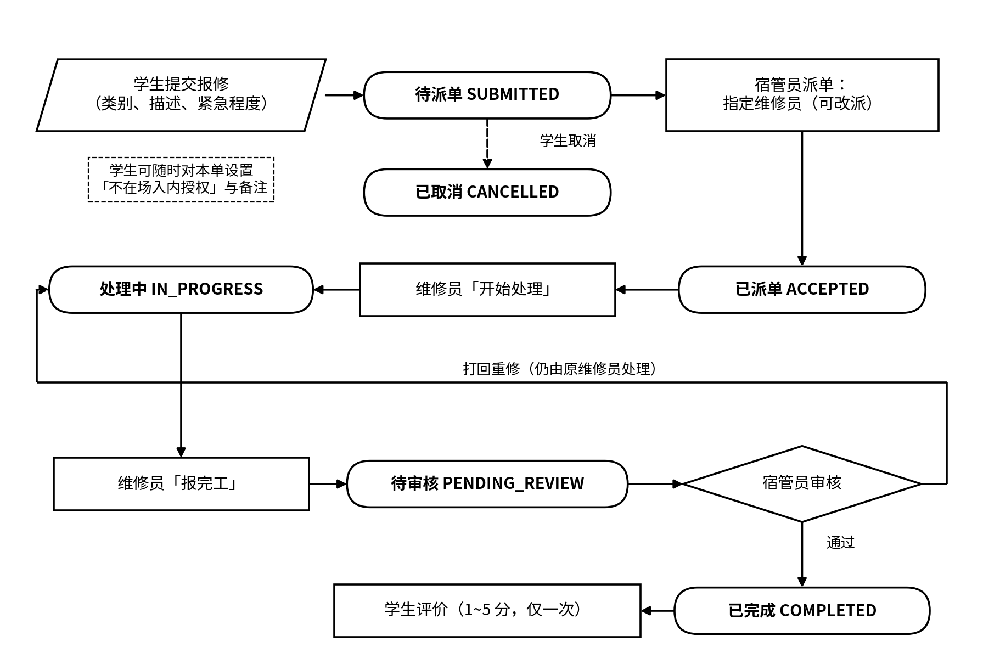 学生提交报修
（类别、描述、紧急程度）
待派单 SUBMITTED
宿管员派单：
指定维修员（可改派）
学生取消
学生可随时对本单设置
「不在场入内授权」与备注
已取消 CANCELLED
处理中 IN_PROGRESS
维修员「开始处理」
已派单 ACCEPTED
打回重修（仍由原维修员处理）
维修员「报完工」
待审核 PENDING_REVIEW
宿管员审核
通过
学生评价（1~5 分，仅一次）
已完成 COMPLETED